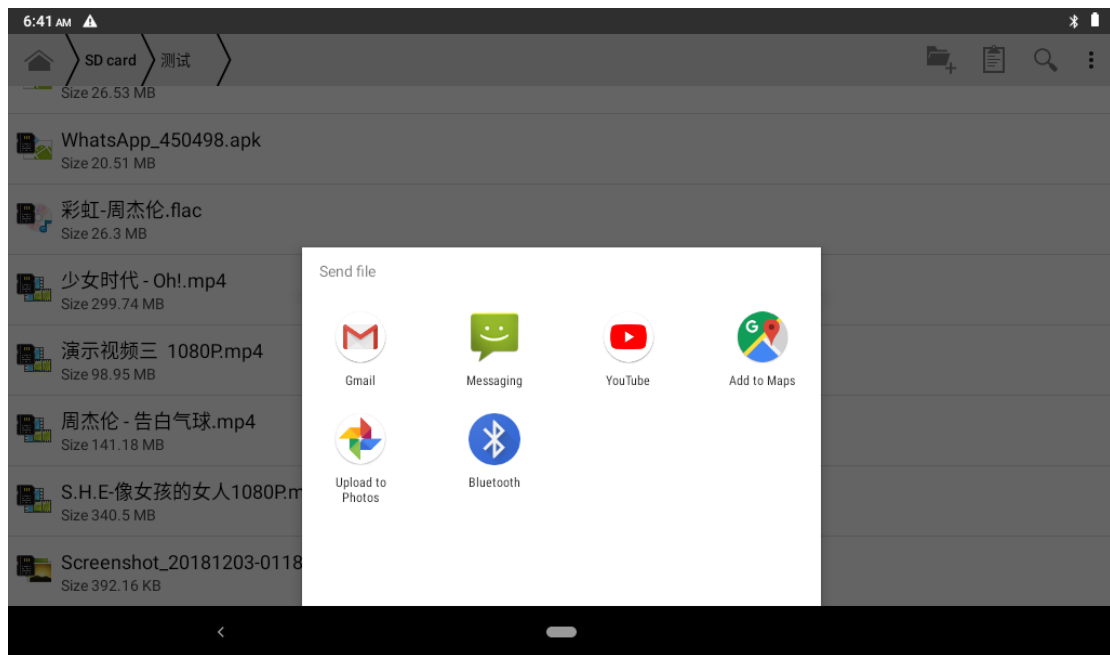 6:41 AM
SD card 测试
Size 26.53 MB
WhatsApp_450498.apk
Size 20.51 MB
彩虹-周杰伦.flac
Size 26.3 MB
少女时代 - Oh!.mp4
Size 299.74 MB
演示视频三 1080P.mp4
Size 98.95 MB
周杰伦 - 告白气球.mp4
Size 141.18 MB
S.H.E-像女孩的女人1080P.m
Size 340.5 MB
Screenshot_20181203-0118
Size 392.16 KB
Send file
Gmail
Messaging
YouTube
G
Add to Maps
Upload to
Photos
Bluetooth